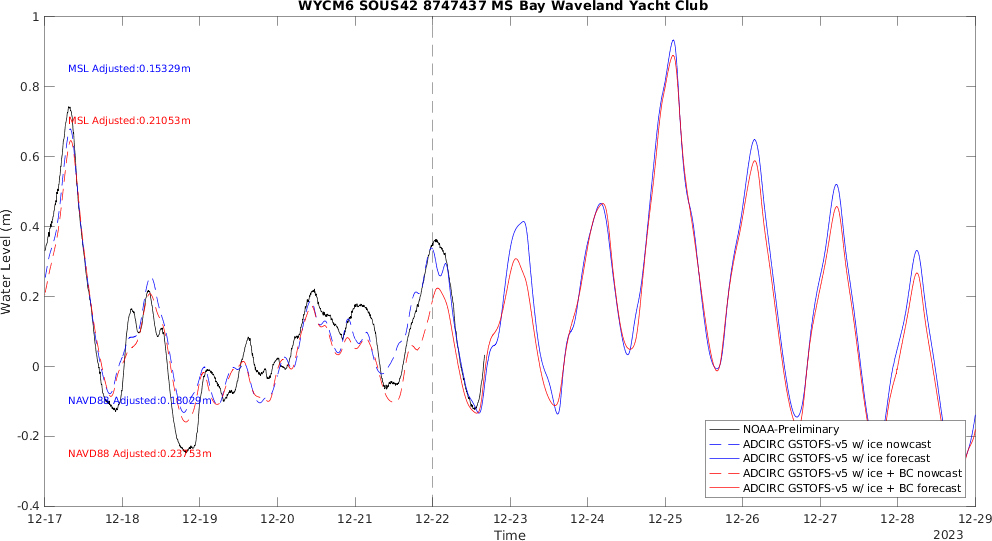 WYCM6 SOUS42 8747437 MS Bay Waveland Yacht Club
1
0.8
0.6
0.4
0.2
0
-0.2
-0.4
Water Level (m)
MSL Adjusted:0.15329m
MSL Adjusted:0.21053m
NAVD88 Adjusted:0.18029m
NAVD88 Adjusted:0.23753m
NOAA-Preliminary
ADCIRC GSTOFS-v5 w/ ice nowcast
ADCIRC GSTOFS-v5 w/ ice forecast
ADCIRC GSTOFS-v5 w/ ice + BC nowcast
ADCIRC GSTOFS-v5 w/ ice + BC forecast
12-17 12-18 12-19 12-20 12-21 12-22 12-23 12-24 12-25 12-26 12-27 12-28 12-29
Time
2023